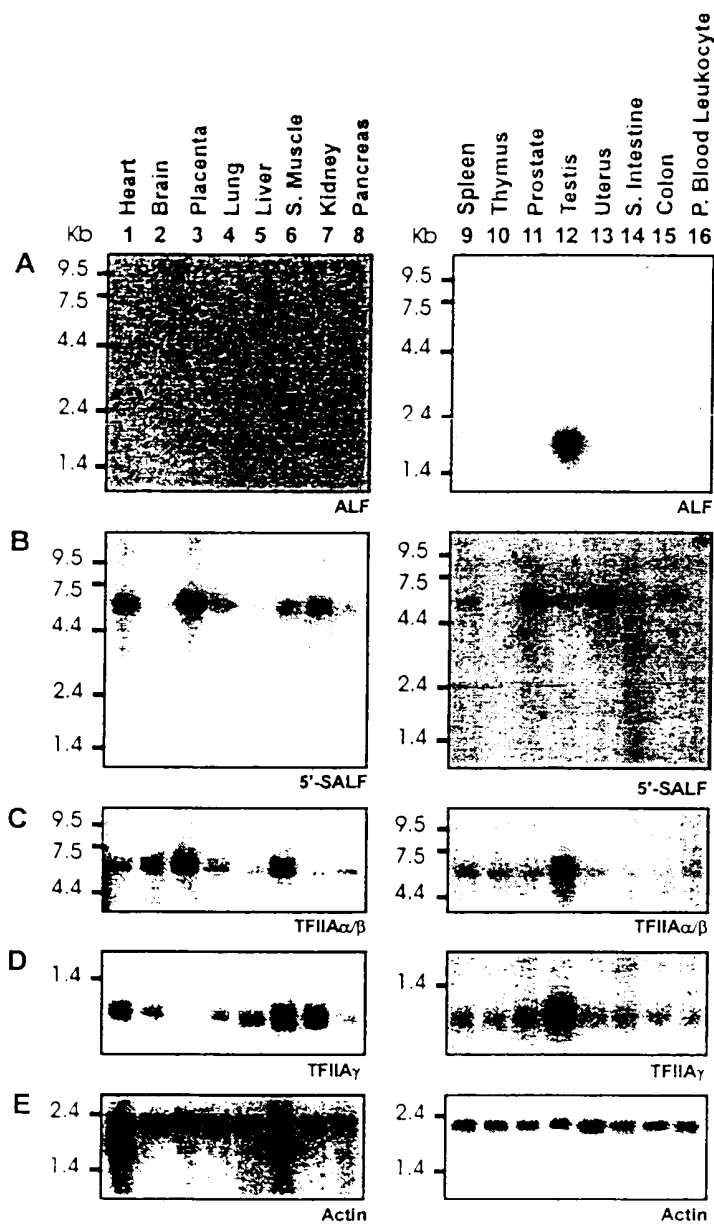 Heart
Brain
Placenta
Lung
Liver
S. Muscle
Kidney
Pancreas
Kb 1 2 3 4 5 6 7 8
Spleen
Thymus
Prostate
Testis
Uterus
S. Intestine
Colon
P. Blood Leukocyte
Kb 9 10 11 12 13 14 15 16
A
9.5
7.5
4.4
2.4
1.4
ALF
9.5
7.5
4.4
2.4
1.4
ALF
B
9.5
7.5
4.4
2.4
1.4
5'-SALF
9.5
7.5
4.4
2.4
1.4
5'-SALF
C
9.5
7.5
4.4
TFIIAα/β
9.5
7.5
4.4
TFIIAα/β
D
1.4
TFIIAγ
1.4
TFIIAγ
E
2.4
1.4
Actin
2.4
1.4
Actin